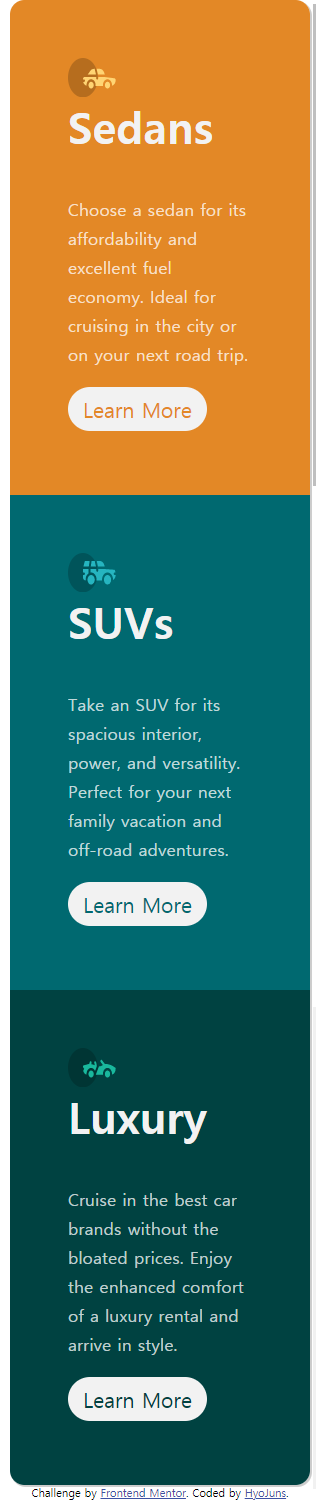 Sedans
Choose a sedan for its
affordability and
excellent fuel
economy. Ideal for
cruising in the city or
on your next road trip.
Learn More
SUVs
Take an SUV for its
spacious interior,
power, and versatility.
Perfect for your next
family vacation and
off-road adventures.
Learn More
Luxury
Cruise in the best car
brands without the
bloated prices. Enjoy
the enhanced comfort
of a luxury rental and
arrive in style.
Learn More
Challenge by Frontend Mentor. Coded by HyoJuns.